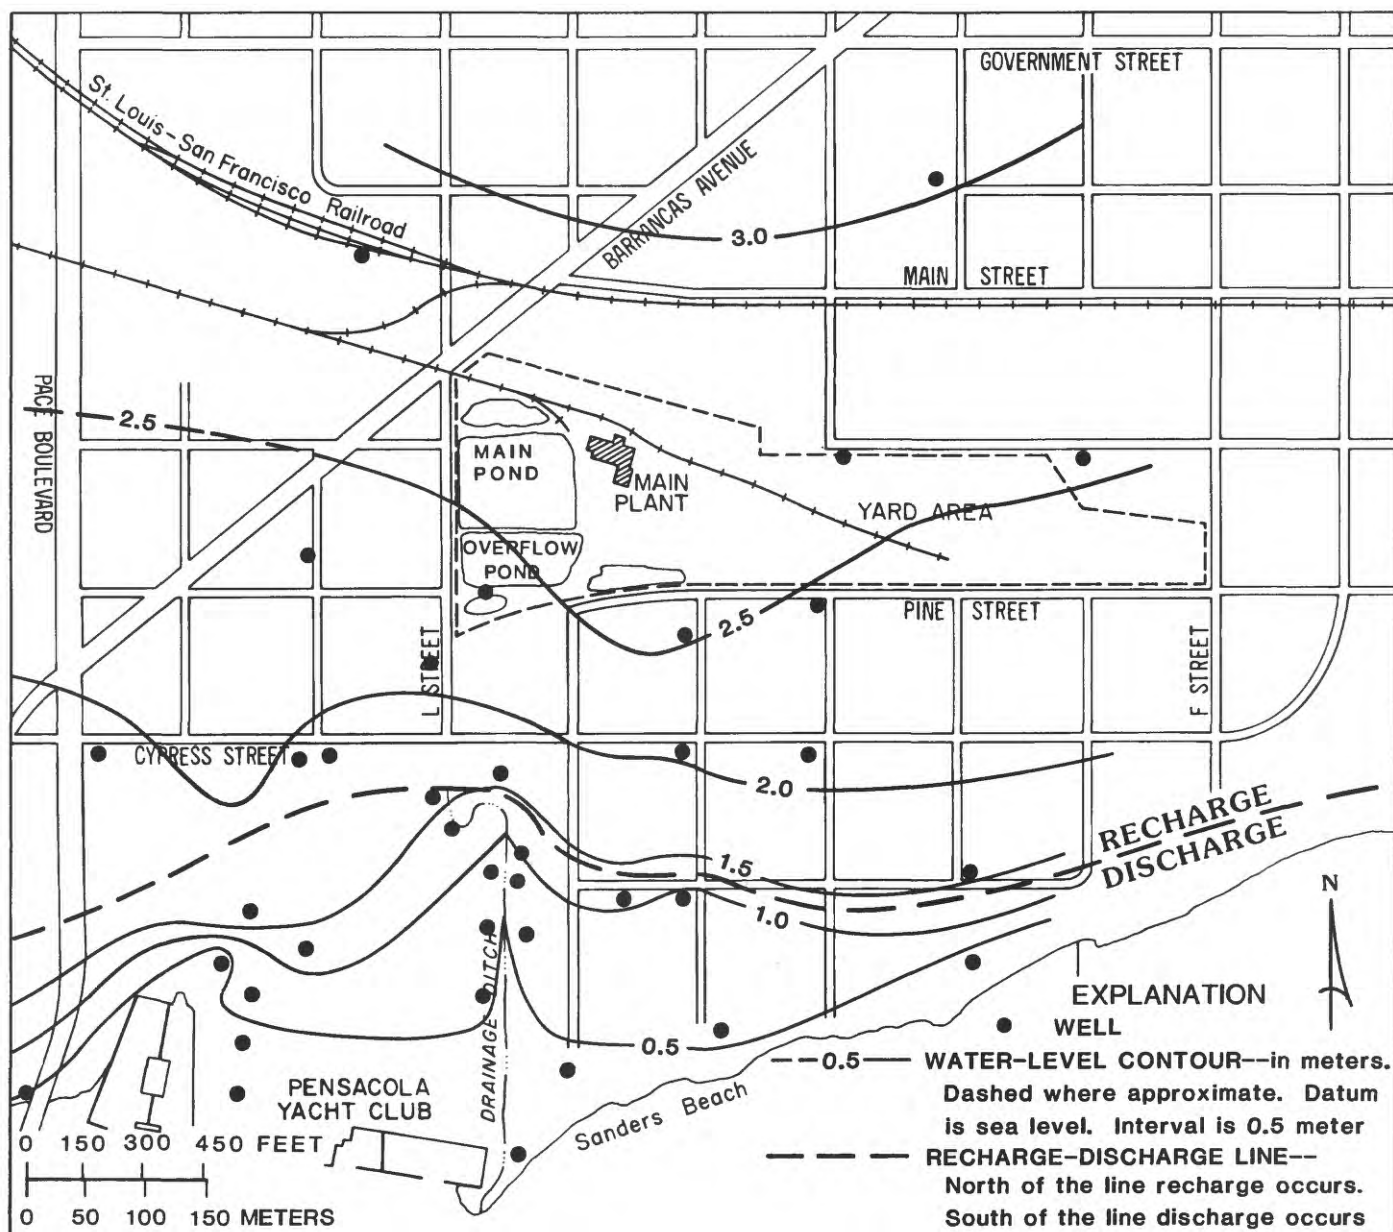 GOVERNMENT STREET
St. Louis-San Francisco Railroad
BARRANCAS AVENUE
3.0
MAIN STREET
PACE BOULEVARD
2.5
MAIN
POND
MAIN
PLANT
YARD AREA
OVERFLOW
POND
2.5
PINE STREET
L STREET
F STREET
CYPRESS STREET
2.0
RECHARGE
DISCHARGE
1.5
1.0
N
DRAINAGE DITCH
0.5
EXPLANATION
WELL
0.5 WATER-LEVEL CONTOUR--in meters.
Dashed where approximate. Datum
is sea level. Interval is 0.5 meter
RECHARGE-DISCHARGE LINE--
North of the line recharge occurs.
South of the line discharge occurs
PENSACOLA
YACHT CLUB
Sanders Beach
0 150 300 450 FEET
0 50 100 150 METERS